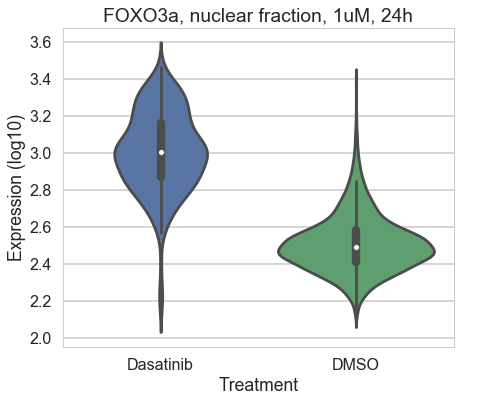 FOXO3a, nuclear fraction, 1uM, 24h
3.6
3.4
3.2
3.0
2.8
2.6
2.4
2.2
2.0
Expression (log10)
Dasatinib DMSO
Treatment